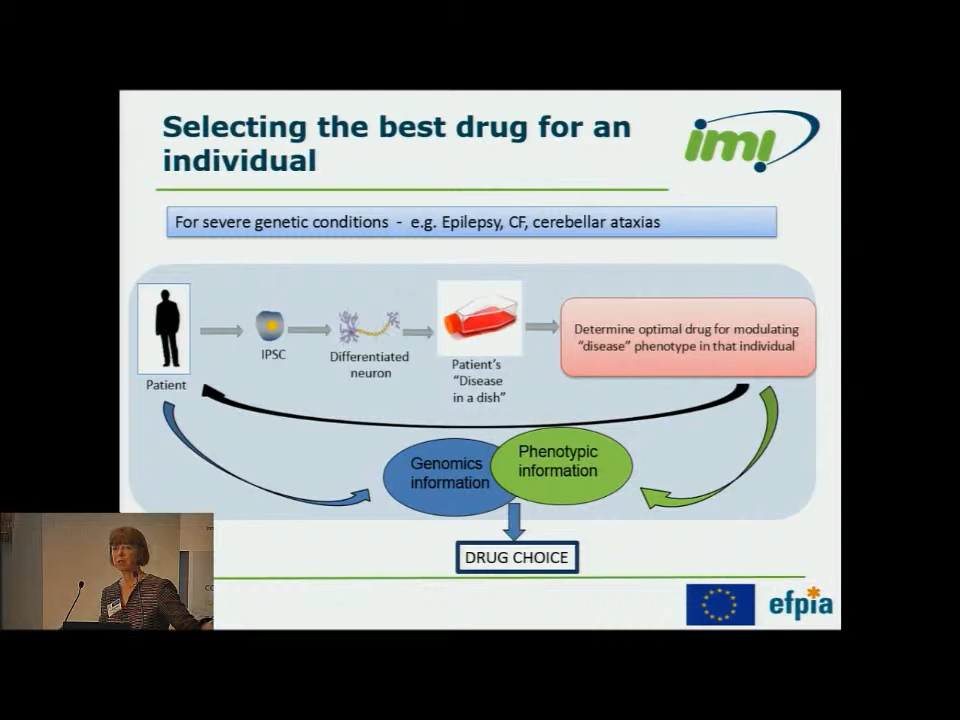 Selecting the best drug for an
individual
imi
For severe genetic conditions - e.g. Epilepsy, CF, cerebellar ataxias
Patient
IPSC
Differentiated
neuron
Patient's
"Disease
in a dish"
Determine optimal drug for modulating
"disease" phenotype in that individual
Genomics
information
Phenotypic
information
DRUG CHOICE
efpia